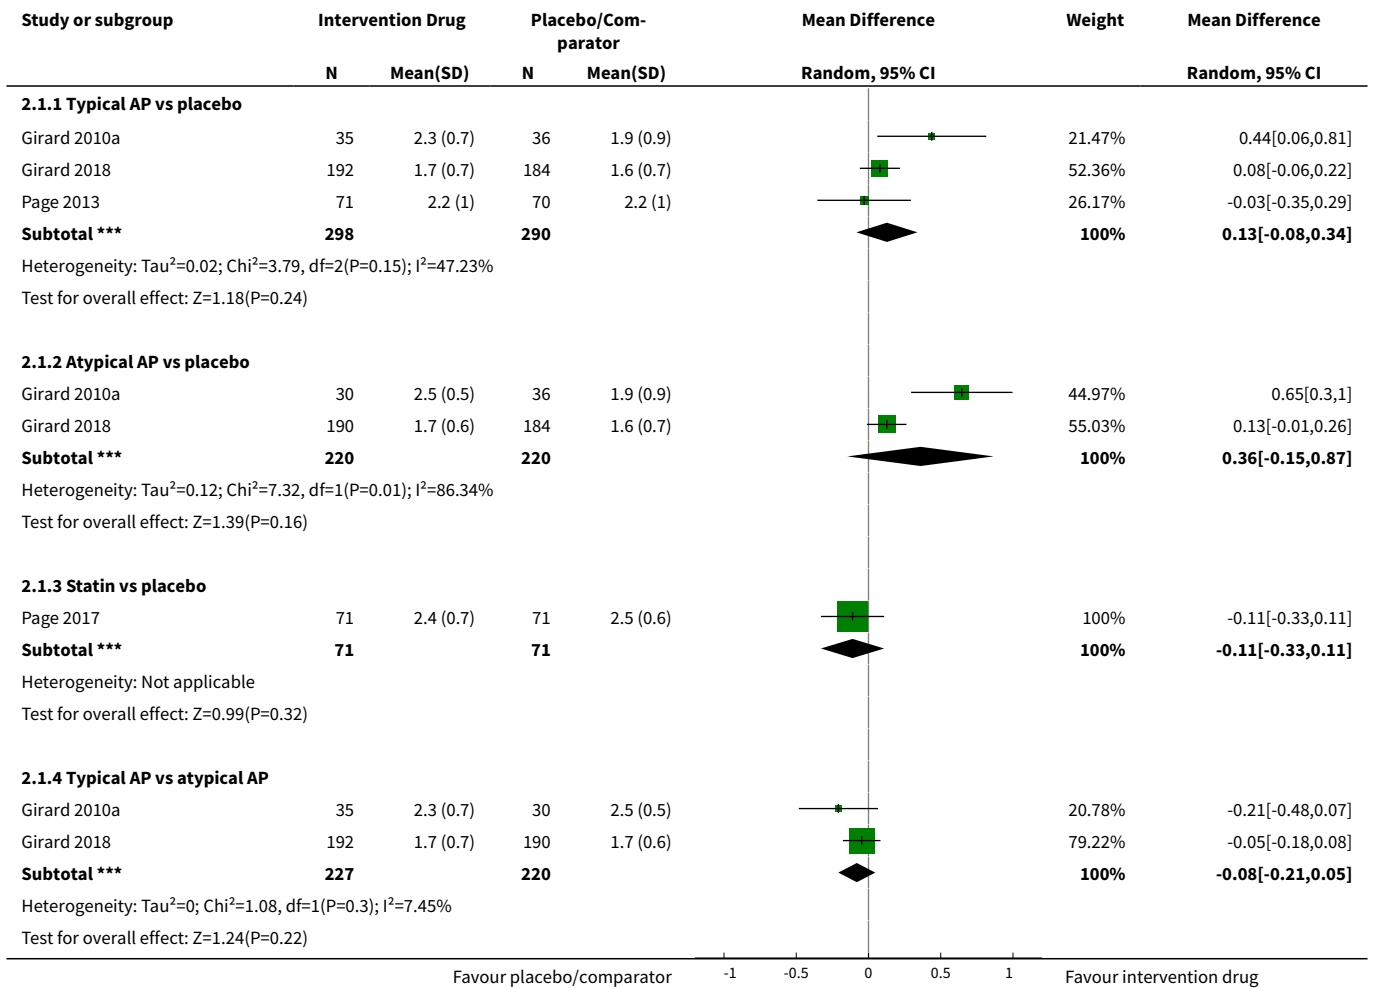 Study or subgroup Intervention Drug Placebo/Com- Mean Difference Weight Mean Difference
parator
N Mean(SD) N Mean(SD) Random, 95% CI Random, 95% CI
2.1.1 Typical AP vs placebo
Girard 2010a 35 2.3 (0.7) 36 1.9 (0.9) 21.47% 0.44[0.06,0.81]
Girard 2018 192 1.7 (0.7) 184 1.6 (0.7) 52.36% 0.08[-0.06,0.22]
Page 2013 71 2.2 (1) 70 2.2 (1) 26.17% -0.03[-0.35,0.29]
Subtotal *** 298 290 100% 0.13[-0.08,0.34]
Heterogeneity: Tau²=0.02; Chi²=3.79, df=2(P=0.15); I²=47.23%
Test for overall effect: Z=1.18(P=0.24)
2.1.2 Atypical AP vs placebo
Girard 2010a 30 2.5 (0.5) 36 1.9 (0.9) 44.97% 0.65[0.3,1]
Girard 2018 190 1.7 (0.6) 184 1.6 (0.7) 55.03% 0.13[-0.01,0.26]
Subtotal *** 220 220 100% 0.36[-0.15,0.87]
Heterogeneity: Tau²=0.12; Chi²=7.32, df=1(P=0.01); I²=86.34%
Test for overall effect: Z=1.39(P=0.16)
2.1.3 Statin vs placebo
Page 2017 71 2.4 (0.7) 71 2.5 (0.6) 100% -0.11[-0.33,0.11]
Subtotal *** 71 71 100% -0.11[-0.33,0.11]
Heterogeneity: Not applicable
Test for overall effect: Z=0.99(P=0.32)
2.1.4 Typical AP vs atypical AP
Girard 2010a 35 2.3 (0.7) 30 2.5 (0.5) 20.78% -0.21[-0.48,0.07]
Girard 2018 192 1.7 (0.7) 190 1.7 (0.6) 79.22% -0.05[-0.18,0.08]
Subtotal *** 227 220 100% -0.08[-0.21,0.05]
Heterogeneity: Tau²=0; Chi²=1.08, df=1(P=0.3); I²=7.45%
Test for overall effect: Z=1.24(P=0.22)
Favour placebo/comparator -1 -0.5 0 0.5 1 Favour intervention drug